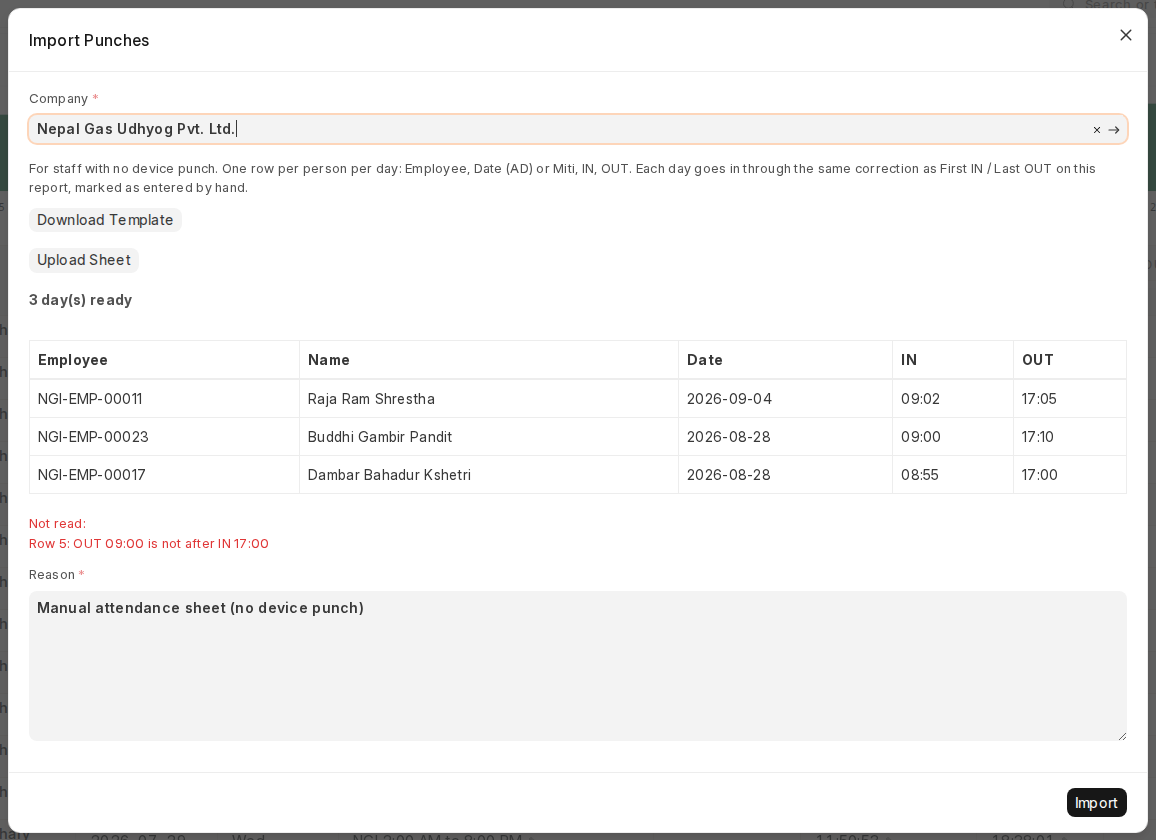 Search or
Import Punches
Company *
Nepal Gas Udhyog Pvt. Ltd.
For staff with no device punch. One row per person per day: Employee, Date (AD) or Miti, IN, OUT. Each day goes in through the same correction as First IN / Last OUT on this
report, marked as entered by hand.
Download Template
Upload Sheet
3 day(s) ready
Employee Name Date IN OUT
NGI-EMP-00011 Raja Ram Shrestha 2026-09-04 09:02 17:05
NGI-EMP-00023 Buddhi Gambir Pandit 2026-08-28 09:00 17:10
NGI-EMP-00017 Dambar Bahadur Kshetri 2026-08-28 08:55 17:00
Not read:
Row 5: OUT 09:00 is not after IN 17:00
Reason *
Manual attendance sheet (no device punch)
Import